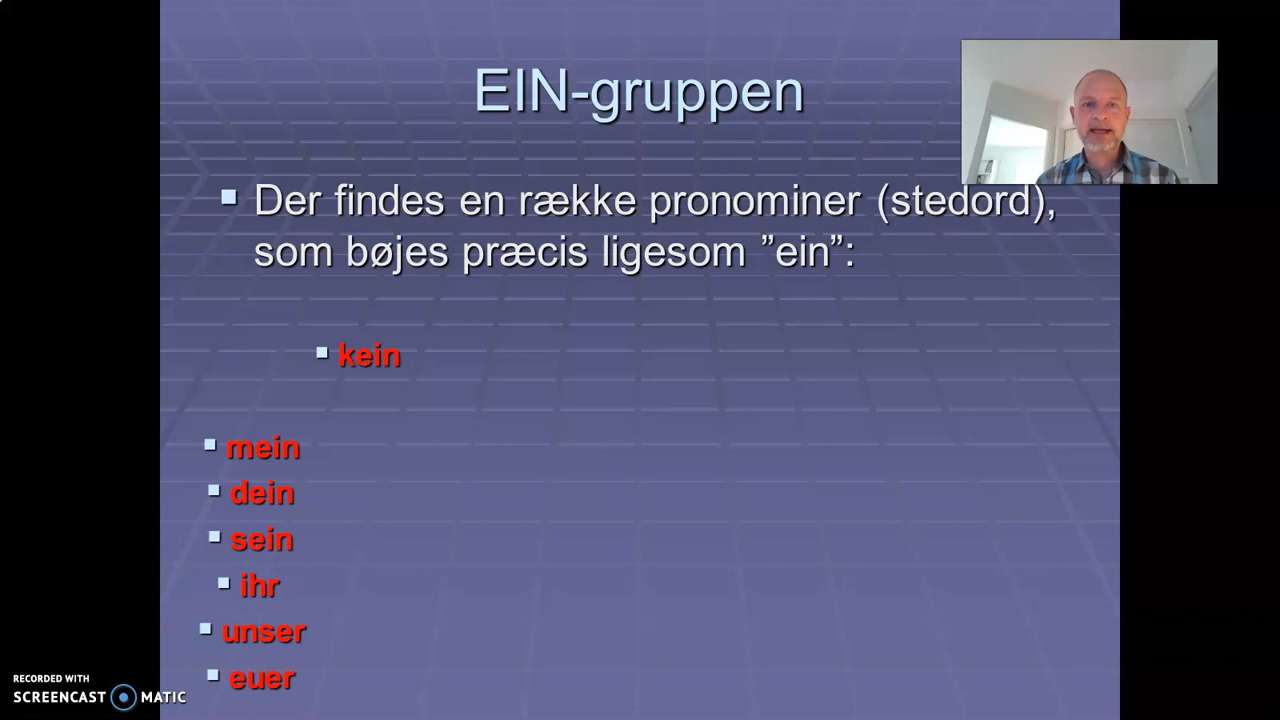 EIN-gruppen
Der findes en række pronominer (stedord),
som bøjes præcis ligesom ”ein”:
kein
mein
dein
sein
ihr
unser
euer
RECORDED WITH
SCREENCAST MATIC